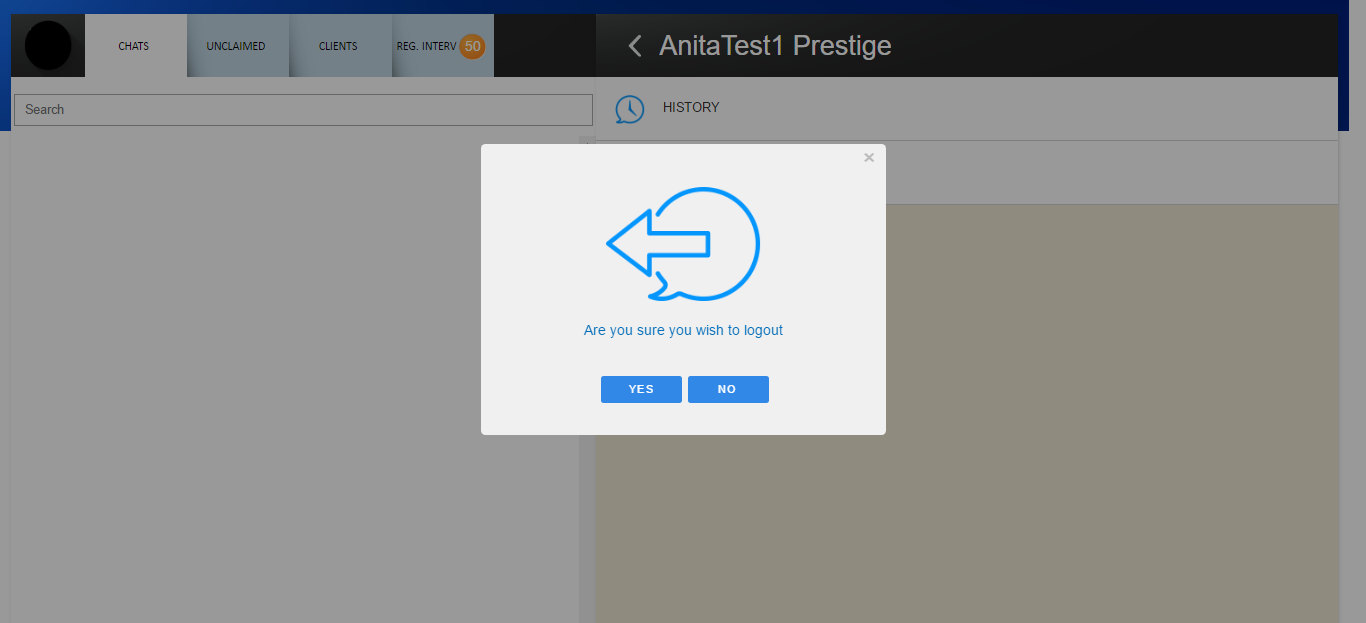 CHATS
UNCLAIMED
CLIENTS
REG. INTERV 50
AnitaTest1 Prestige
Search
HISTORY
×
Are you sure you wish to logout
YES
NO